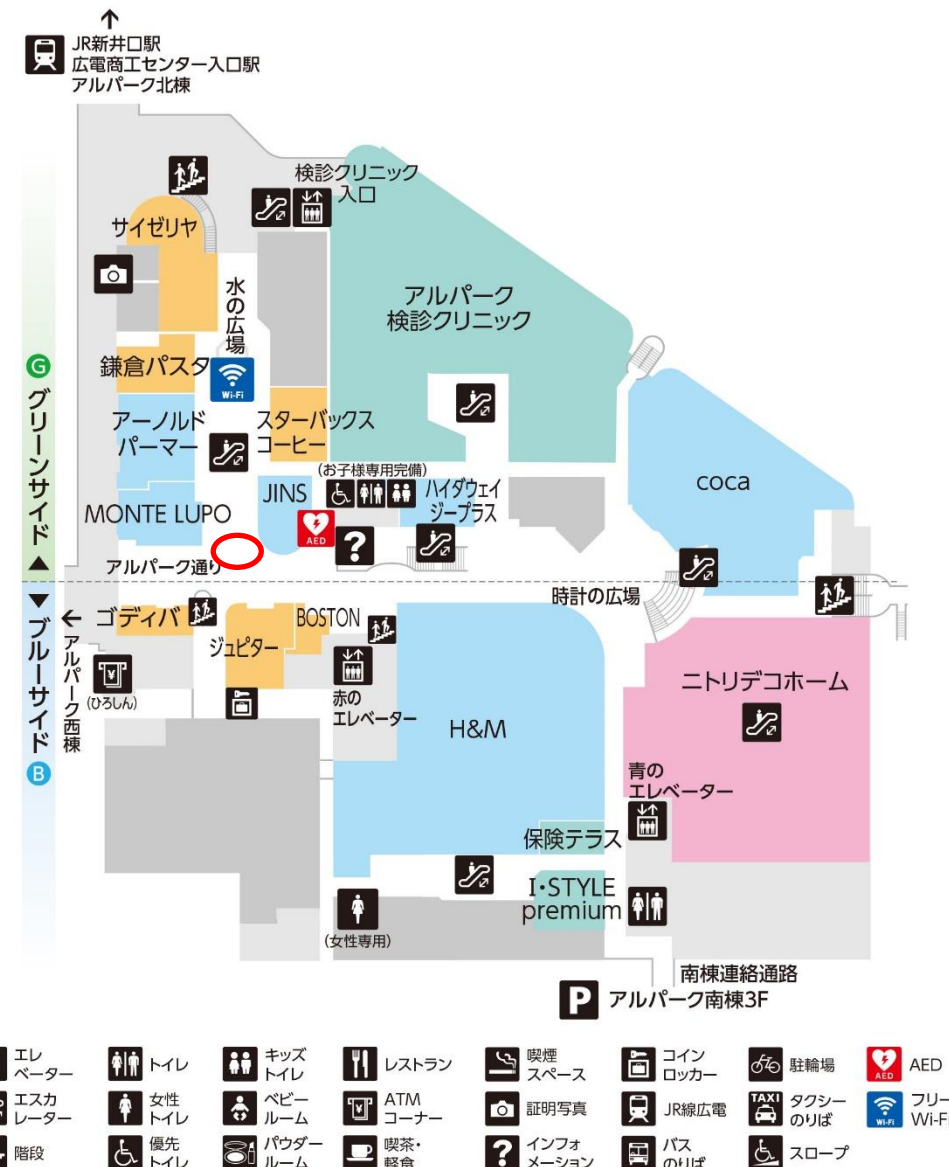 JR新井口駅
広電商工センター入口駅
アルパーク北棟
検診クリニック
入口
サイゼリヤ
水の広場
アルパーク
検診クリニック
G グリーンサイド ▲
鎌倉パスタ
Wi-Fi
アーノルド
パーマー
スターバックス
コーヒー
(お子様専用完備)
JINS
ハイダウェイ
ジープラス
coca
MONTE LUPO
AED
?
アルパーク通り
時計の広場
▼ ブルーサイド B
← アルパーク西棟
ゴディバ
ジュピター
BOSTON
(ひろしん)
赤の
エレベーター
H&M
ニトリデコホーム
青の
エレベーター
保険テラス
I・STYLE
premium
(女性専用)
南棟連絡通路
P アルパーク南棟3F
エレ
ベーター
トイレ
キッズ
トイレ
レストラン
喫煙
スペース
コイン
ロッカー
駐輪場
AED
AED
エスカ
レーター
女性
トイレ
ベビー
ルーム
ATM
コーナー
証明写真
JR線広電
TAXI
タクシー
のりば
Wi-Fi
フリー
Wi-Fi
階段
優先
トイレ
パウダー
ルーム
喫茶・
軽食
?
インフォ
メーション
バス
のりば
スロープ